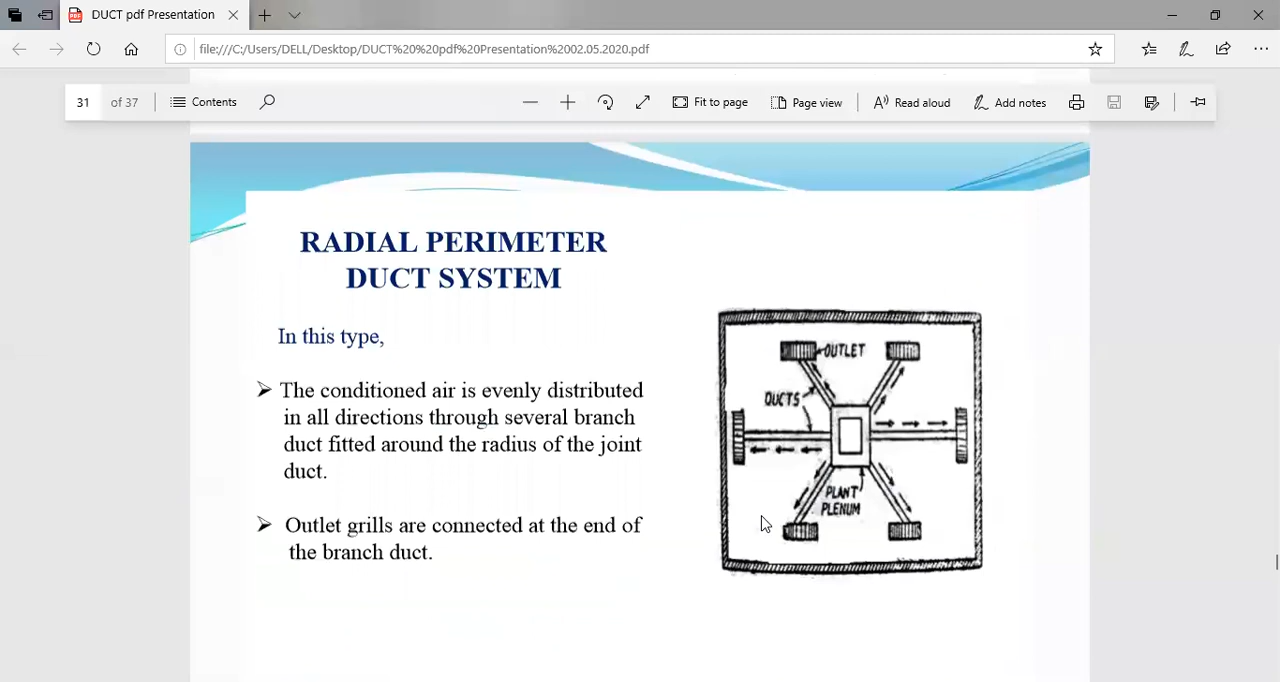 DUCT pdf Presentation
file:///C:/Users/DELL/Desktop/DUCT%20%20pdf%20Presentation%2002.05.2020.pdf
31 of 37 Contents Fit to page Page view Read aloud Add notes
RADIAL PERIMETER
DUCT SYSTEM
In this type,
➢ The conditioned air is evenly distributed
in all directions through several branch
duct fitted around the radius of the joint
duct.
➢ Outlet grills are connected at the end of
the branch duct.
OUTLET
DUCTS
PLANT
PLENUM